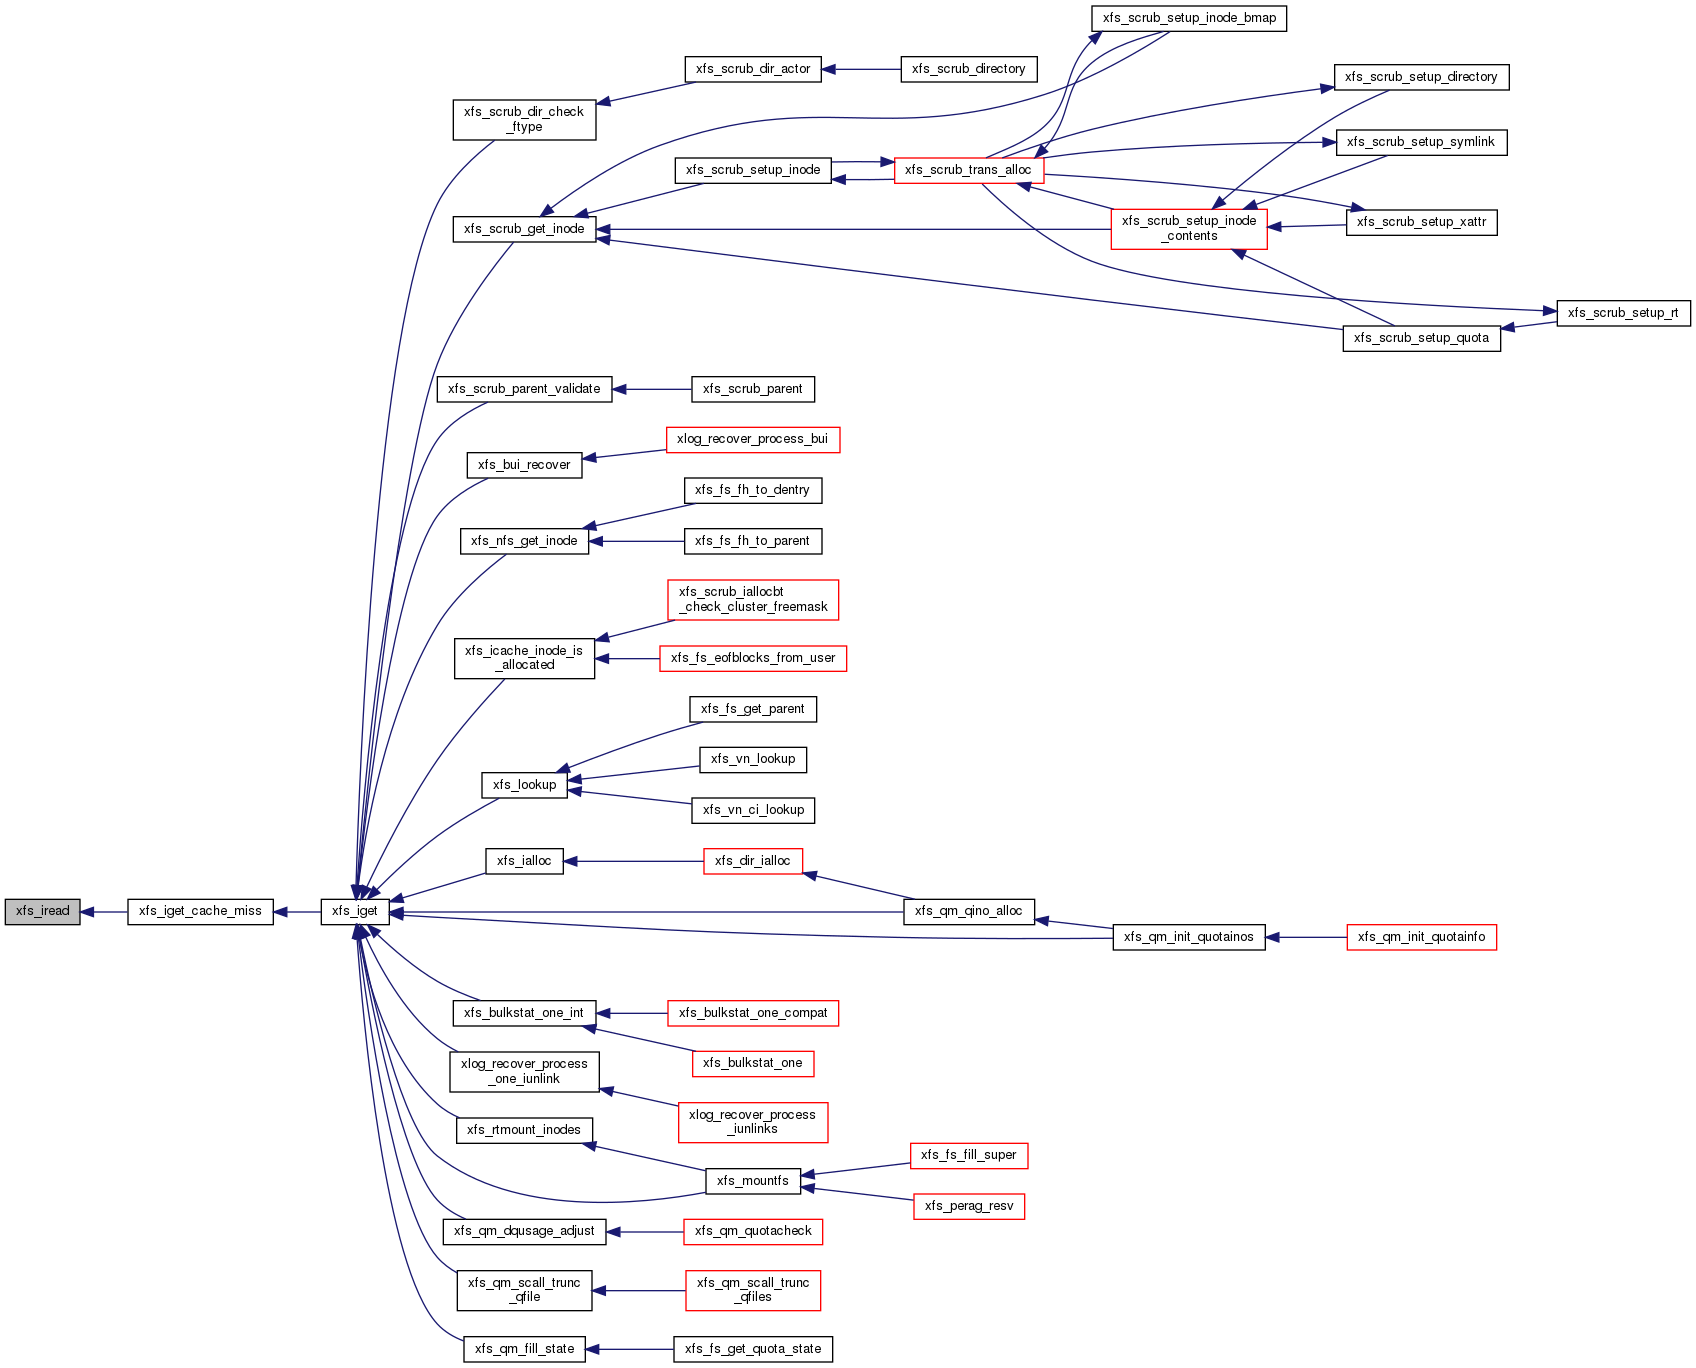 xfs_scrub_setup_inode_bmap
xfs_scrub_dir_actor
xfs_scrub_directory
xfs_scrub_setup_directory
xfs_scrub_dir_check
_ftype
xfs_scrub_setup_symlink
xfs_scrub_setup_inode
xfs_scrub_trans_alloc
xfs_scrub_get_inode
xfs_scrub_setup_inode
_contents
xfs_scrub_setup_xattr
xfs_scrub_setup_rt
xfs_scrub_setup_quota
xfs_scrub_parent_validate
xfs_scrub_parent
xlog_recover_process_bui
xfs_bui_recover
xfs_fs_fh_to_dentry
xfs_nfs_get_inode
xfs_fs_fh_to_parent
xfs_scrub_iallocbt
_check_cluster_freemask
xfs_icache_inode_is
_allocated
xfs_fs_eofblocks_from_user
xfs_fs_get_parent
xfs_vn_lookup
xfs_lookup
xfs_vn_ci_lookup
xfs_ialloc
xfs_dir_ialloc
xfs_iread
xfs_iget_cache_miss
xfs_iget
xfs_qm_qino_alloc
xfs_qm_init_quotainos
xfs_qm_init_quotainfo
xfs_bulkstat_one_int
xfs_bulkstat_one_compat
xfs_bulkstat_one
xlog_recover_process
_one_iunlink
xlog_recover_process
_iunlinks
xfs_rtmount_inodes
xfs_fs_fill_super
xfs_mountfs
xfs_perag_resv
xfs_qm_dqusage_adjust
xfs_qm_quotacheck
xfs_qm_scall_trunc
_qfile
xfs_qm_scall_trunc
_qfiles
xfs_qm_fill_state
xfs_fs_get_quota_state